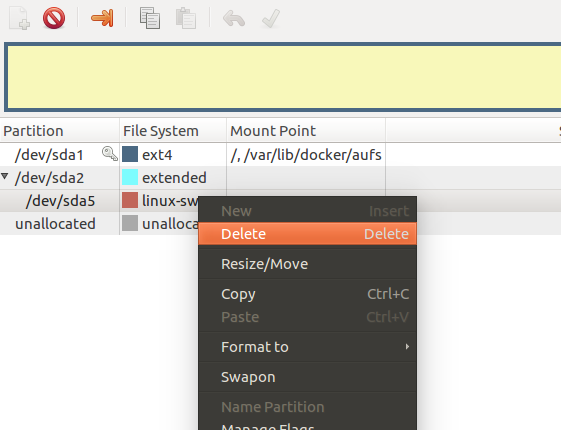 Partition File System Mount Point
/dev/sda1 ext4 /, /var/lib/docker/aufs
/dev/sda2 extended
/dev/sda5 linux-sw
unallocated unalloca
New Insert
Delete Delete
Resize/Move
Copy Ctrl+C
Paste Ctrl+V
Format to
Swapon
Name Partition
Manage Flags